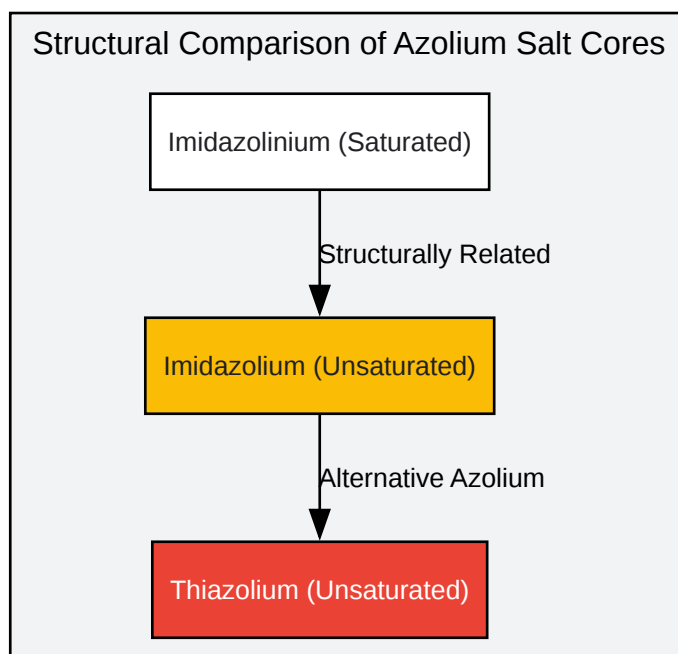 Structural Comparison of Azolium Salt Cores
Imidazolinium (Saturated)
Structurally Related
Imidazolium (Unsaturated)
Alternative Azolium
Thiazolium (Unsaturated)